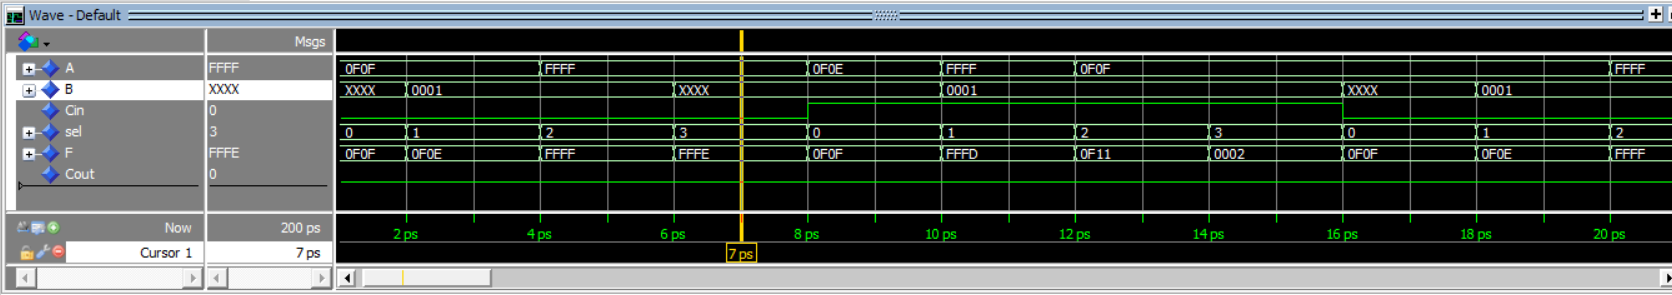 Wave - Default
Msgs
A FFFF 0F0F FFFF 0F0E FFFF 0F0F FFFF
B XXXX XXXX 0001 XXXX 0001 XXXX 0001
Cin 0
sel 3 0 1 2 3 0 1 2 3 0 1 2
F FFFE 0F0F 0F0E FFFF FFFE 0F0F FFFD 0F11 0002 0F0F 0F0E FFFF
Cout 0
Now 200 ps 2 ps 4 ps 6 ps 8 ps 10 ps 12 ps 14 ps 16 ps 18 ps 20 ps
Cursor 1 7 ps 7 ps